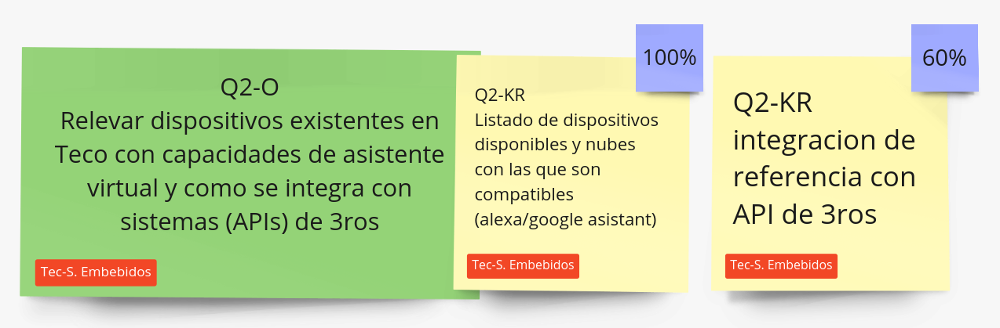 Q2-O
Relevar dispositivos existentes en
Teco con capacidades de asistente
virtual y como se integra con
sistemas (APIs) de 3ros
Tec-S. Embebidos
100%
Q2-KR
Listado de dispositivos
disponibles y nubes
con las que son
compatibles
(alexa/google asistant)
Tec-S. Embebidos
60%
Q2-KR
integracion de
referencia con
API de 3ros
Tec-S. Embebidos